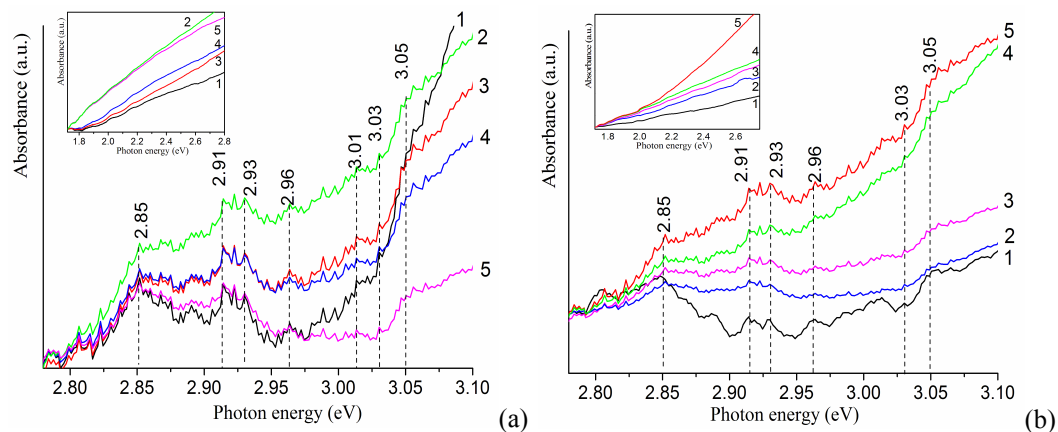 Absorbance (a.u.)
Photon energy (eV)
2.80 2.85 2.90 2.95 3.00 3.05 3.10
2.85
2.91
2.93
2.96
3.01
3.03
3.05
1
2
3
4
5
Absorbance (a.u.)
Photon energy (eV)
1.8 2.0 2.2 2.4 2.6 2.8
2
5
4
3
1
(a)
Absorbance (a.u.)
Photon energy (eV)
2.80 2.85 2.90 2.95 3.00 3.05 3.10
2.85
2.91
2.93
2.96
3.03
3.05
5
4
3
2
1
Absorbance (a.u.)
Photon energy (eV)
1.8 2.0 2.2 2.4 2.6
5
4
3
2
1
(b)